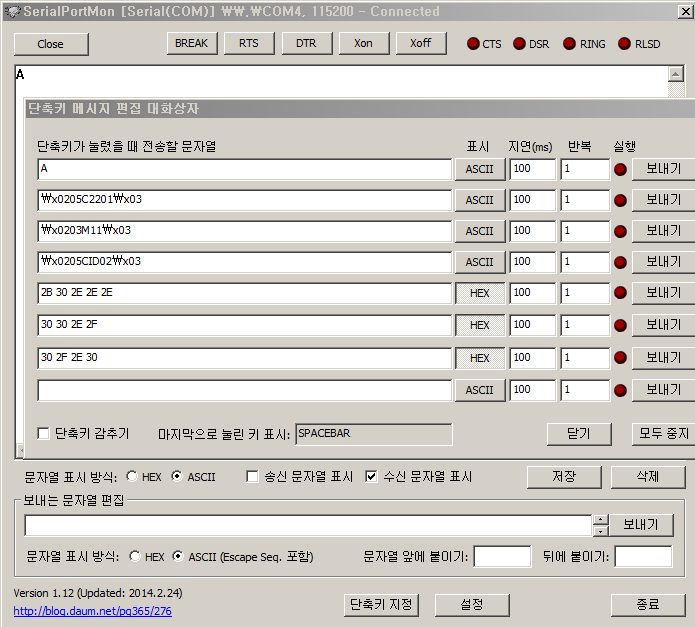 SerialPortMon [Serial(COM)] ₩₩.₩COM4, 115200 - Connected
Close BREAK RTS DTR Xon Xoff CTS DSR RING RLSD
A
단축키 메시지 편집 대화상자
단축키가 눌렸을 때 전송할 문자열 표시 지연(ms) 반복 실행
A ASCII 100 1 보내기
₩x0205C2201₩x03 ASCII 100 1 보내기
₩x0203M11₩x03 ASCII 100 1 보내기
₩x0205CID02₩x03 ASCII 100 1 보내기
2B 30 2E 2E 2E HEX 100 1 보내기
30 30 2E 2F HEX 100 1 보내기
30 2F 2E 30 HEX 100 1 보내기
ASCII 100 1 보내기
단축키 감추기 마지막으로 눌린 키 표시: SPACEBAR 닫기 모두 중지
문자열 표시 방식: HEX ASCII 송신 문자열 표시 수신 문자열 표시 저장 삭제
보내는 문자열 편집
보내기
문자열 표시 방식: HEX ASCII (Escape Seq. 포함) 문자열 앞에 붙이기: 뒤에 붙이기:
Version 1.12 (Updated: 2014.2.24)
http://blog.daum.net/pg365/276
단축키 지정 설정 종료